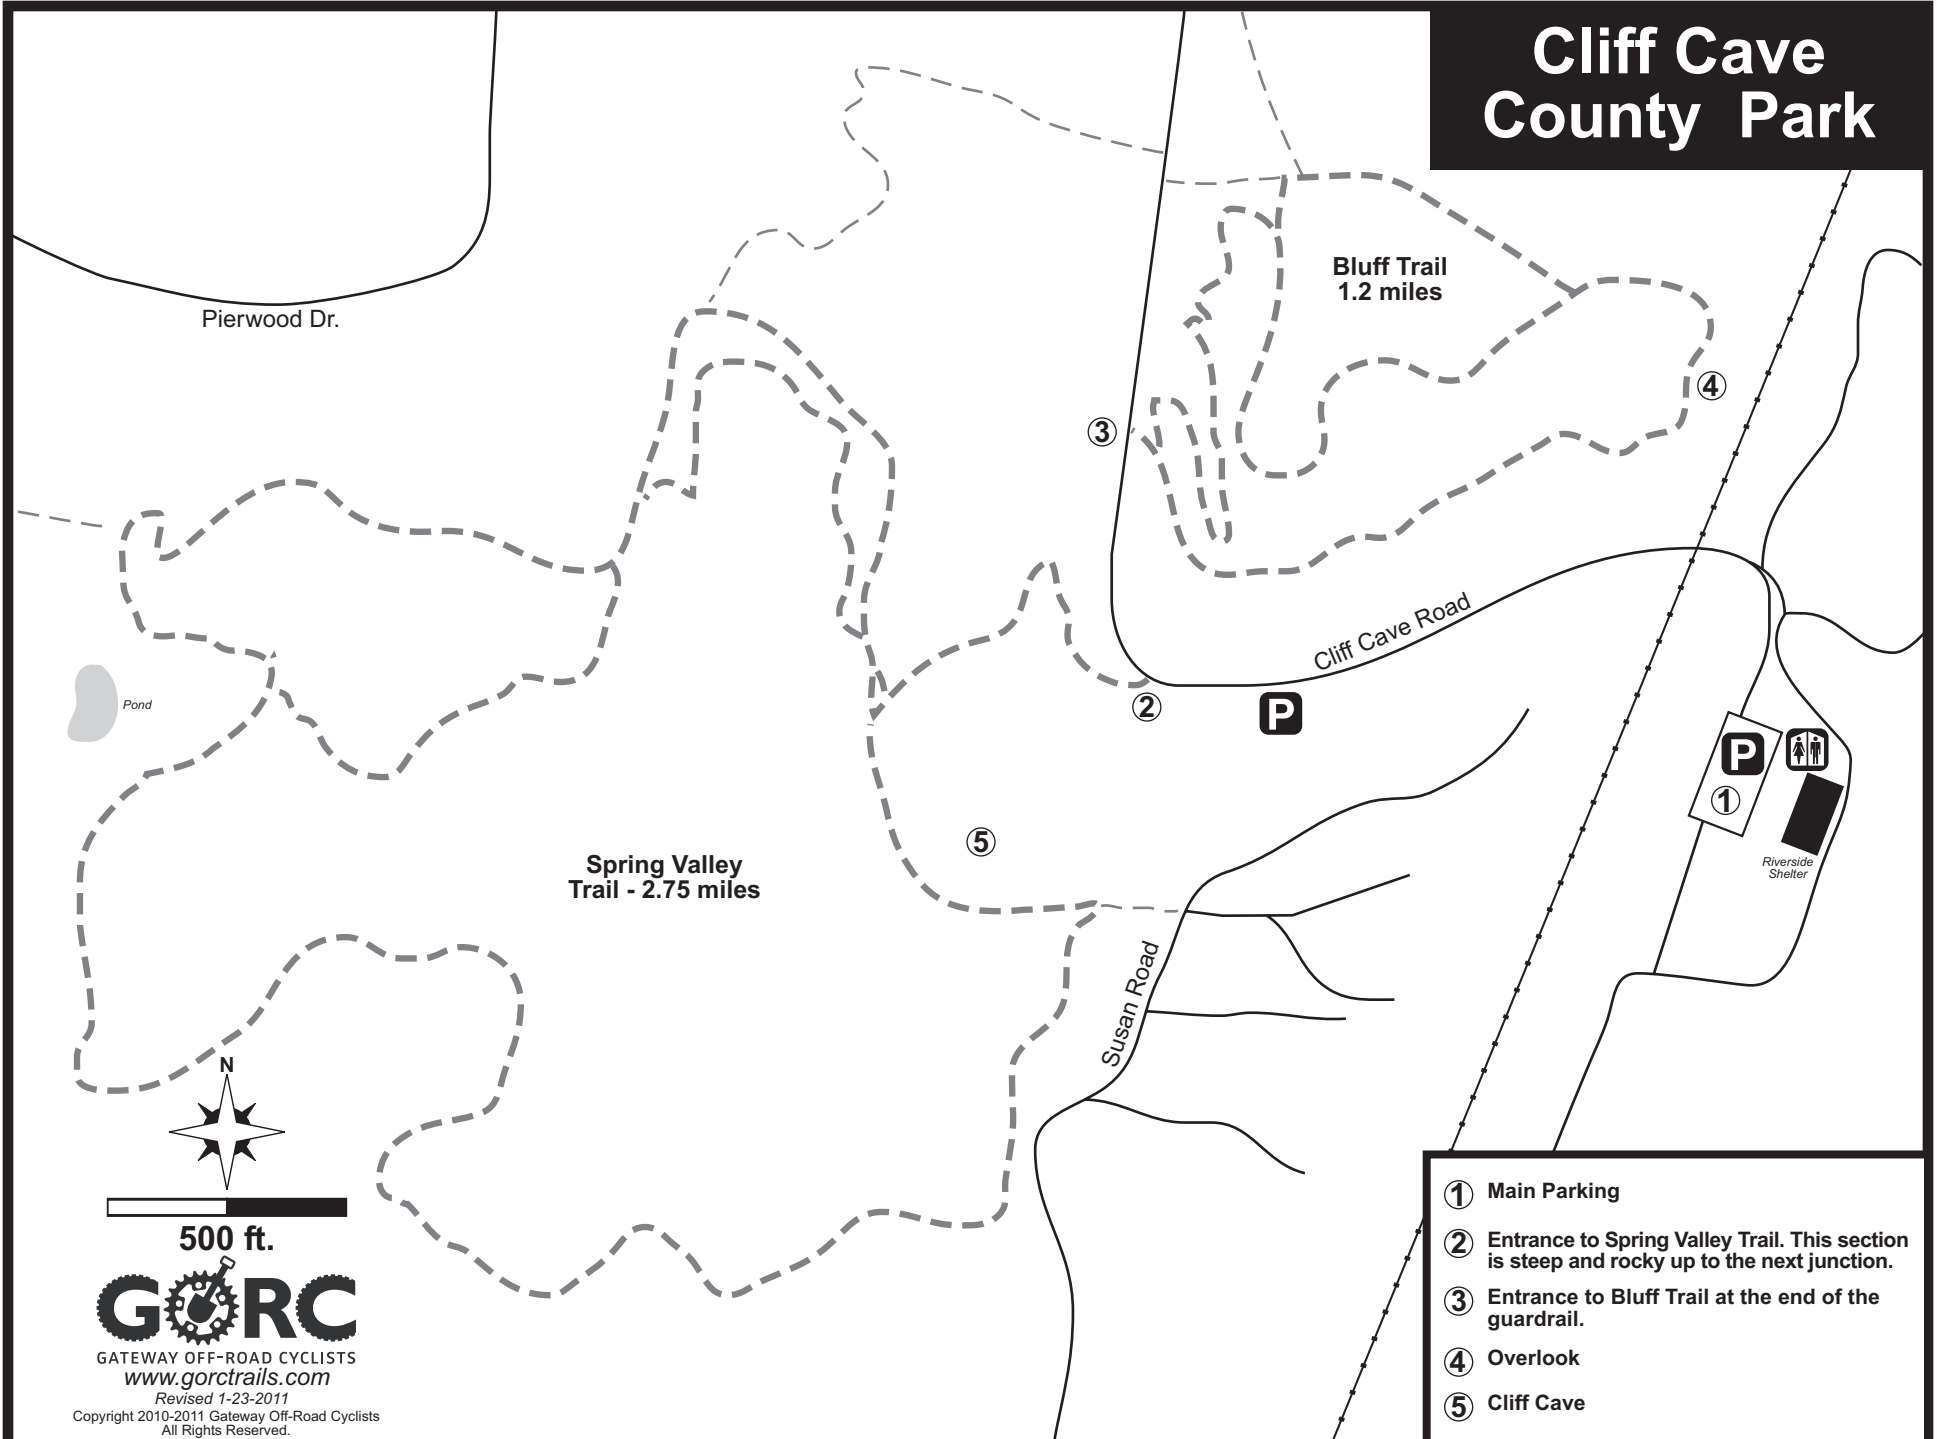 Cliff Cave
County Park
Bluff Trail
1.2 miles
Pierwood Dr.
4
3
Cliff Cave Road
Pond
2
P
P
1
5
Spring Valley
Trail - 2.75 miles
Riverside
Shelter
Susan Road
N
500 ft.
GORC
GATEWAY OFF-ROAD CYCLISTS
www.gorctrails.com
Revised 1-23-2011
Copyright 2010-2011 Gateway Off-Road Cyclists
All Rights Reserved.
1 Main Parking
2 Entrance to Spring Valley Trail. This section
is steep and rocky up to the next junction.
3 Entrance to Bluff Trail at the end of the
guardrail.
4 Overlook
5 Cliff Cave